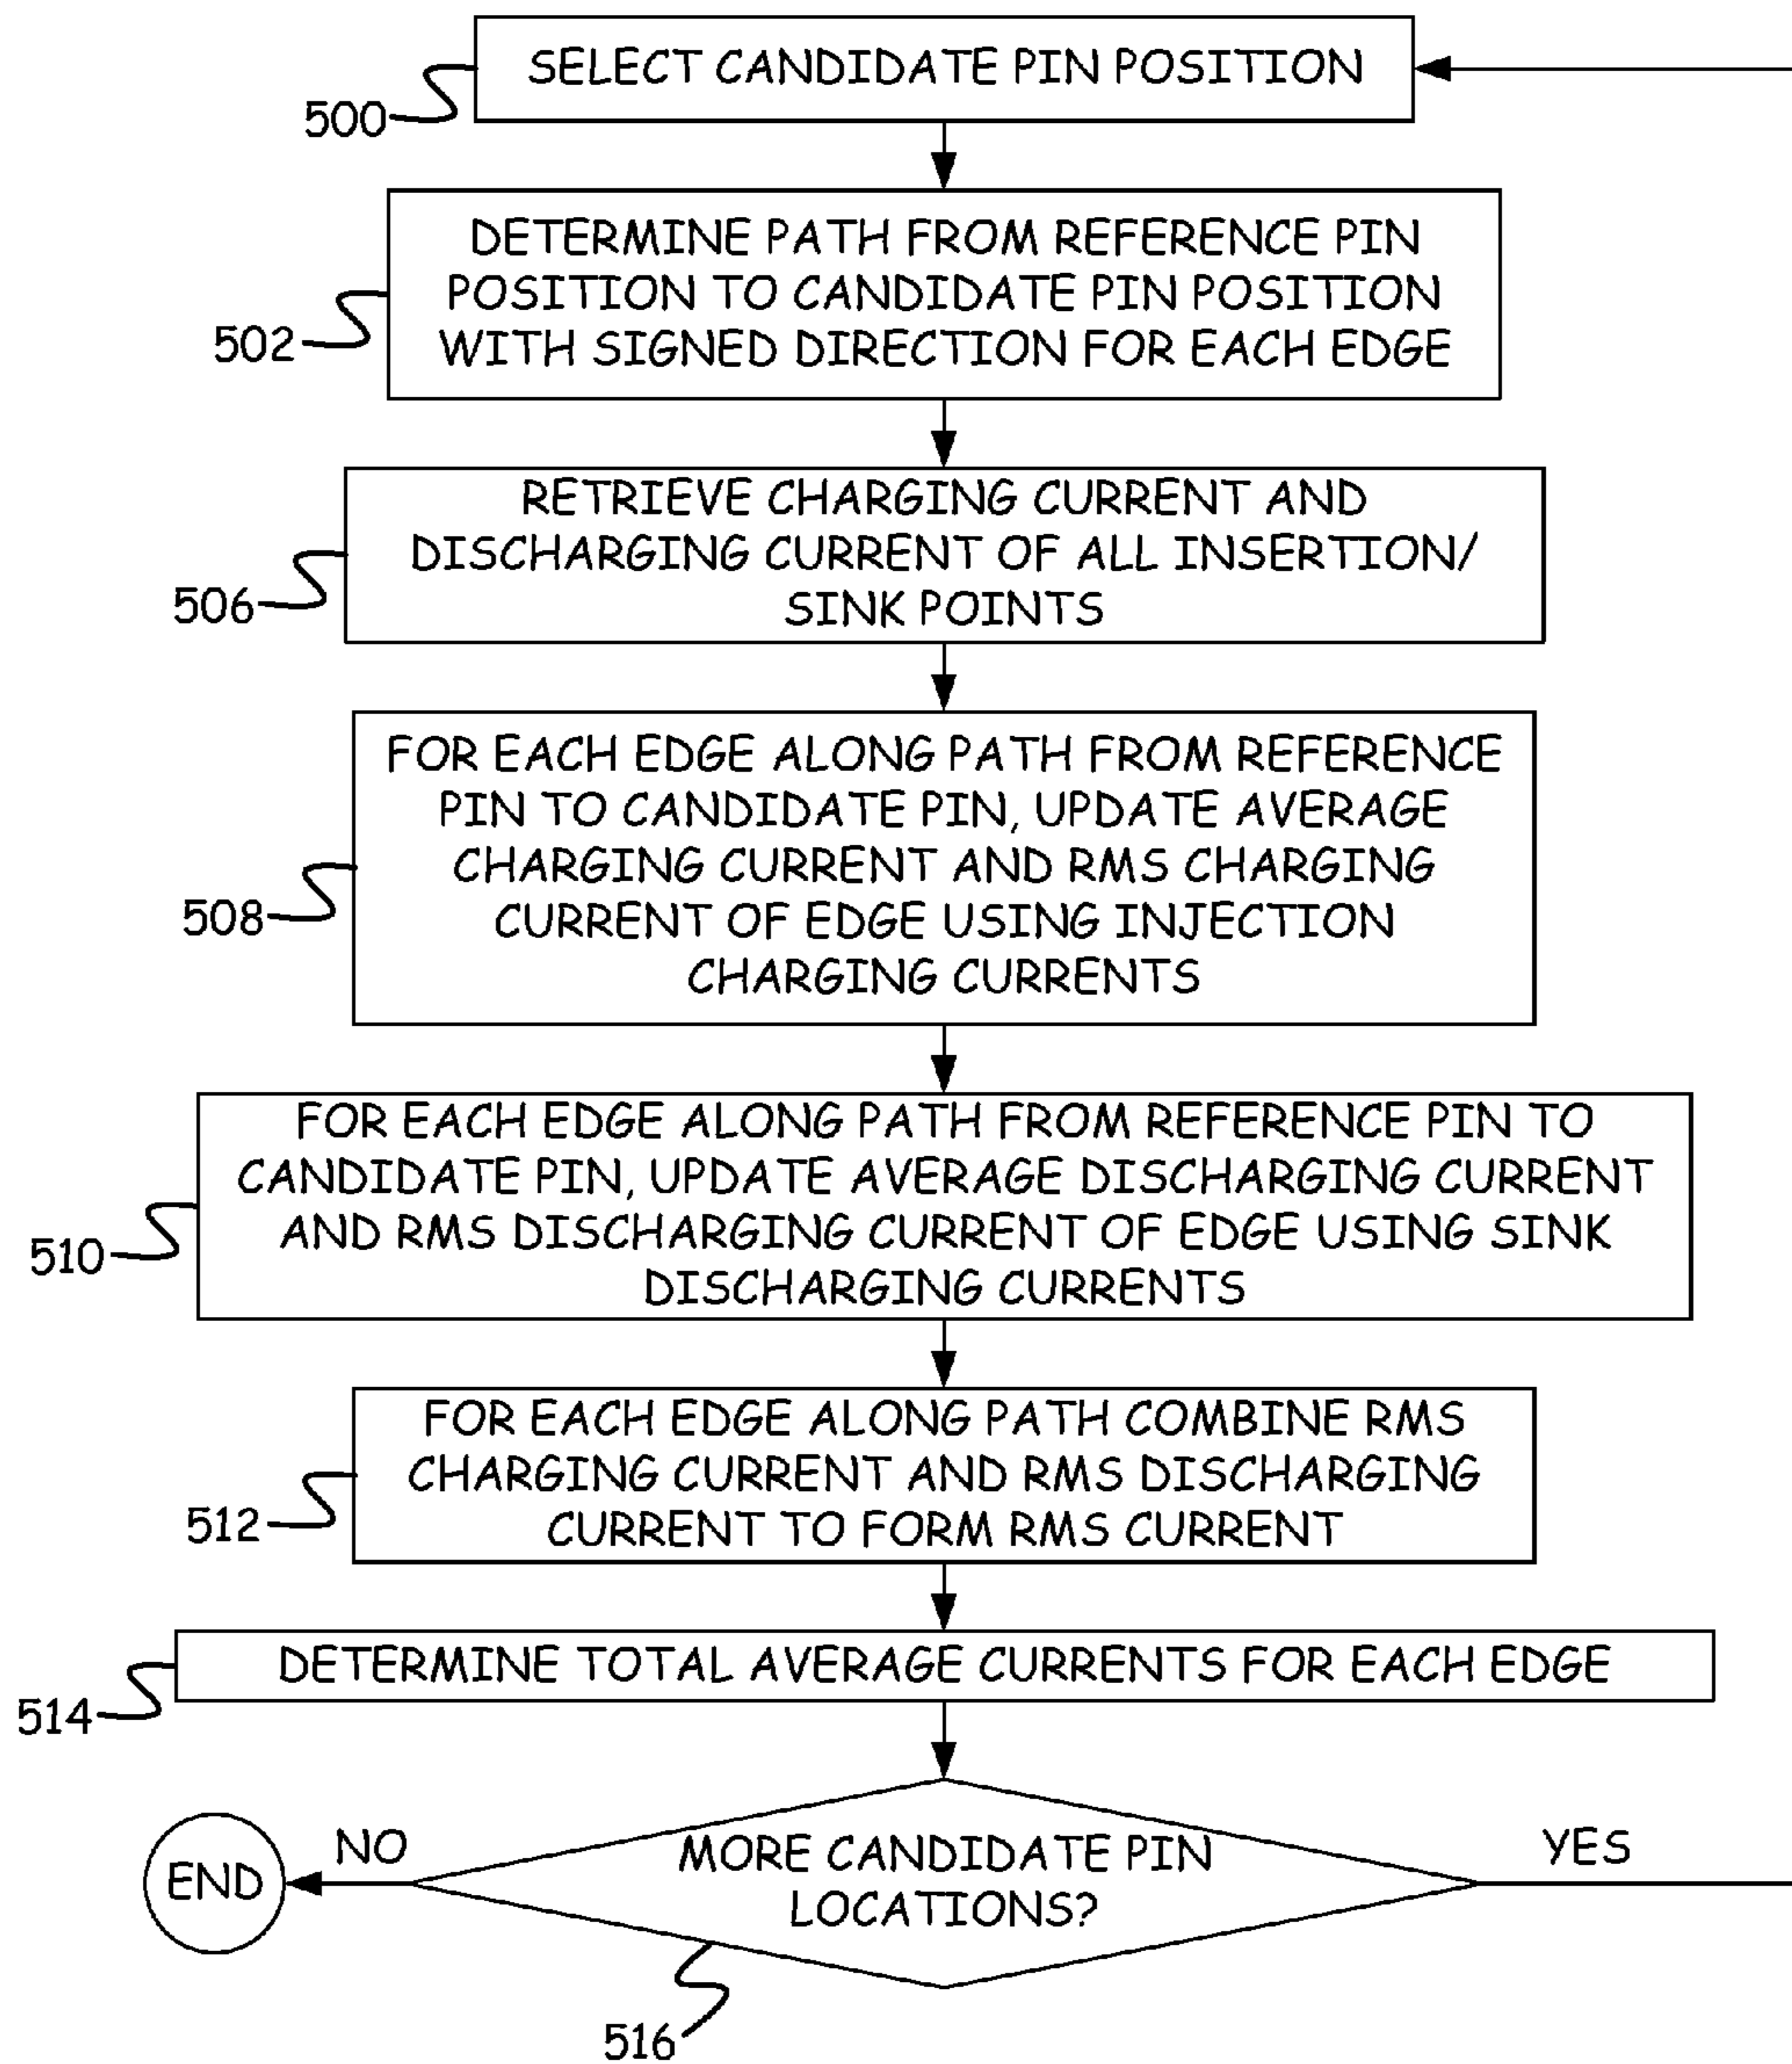 SELECT CANDIDATE PIN POSITION
500
DETERMINE PATH FROM REFERENCE PIN
POSITION TO CANDIDATE PIN POSITION
WITH SIGNED DIRECTION FOR EACH EDGE
502
RETRIEVE CHARGING CURRENT AND
DISCHARGING CURRENT OF ALL INSERTION/
SINK POINTS
506
FOR EACH EDGE ALONG PATH FROM REFERENCE
PIN TO CANDIDATE PIN, UPDATE AVERAGE
CHARGING CURRENT AND RMS CHARGING
CURRENT OF EDGE USING INJECTION
CHARGING CURRENTS
508
FOR EACH EDGE ALONG PATH FROM REFERENCE PIN TO
CANDIDATE PIN, UPDATE AVERAGE DISCHARGING CURRENT
AND RMS DISCHARGING CURRENT OF EDGE USING SINK
DISCHARGING CURRENTS
510
FOR EACH EDGE ALONG PATH COMBINE RMS
CHARGING CURRENT AND RMS DISCHARGING
CURRENT TO FORM RMS CURRENT
512
DETERMINE TOTAL AVERAGE CURRENTS FOR EACH EDGE
514
MORE CANDIDATE PIN
LOCATIONS?
NO
YES
END
516